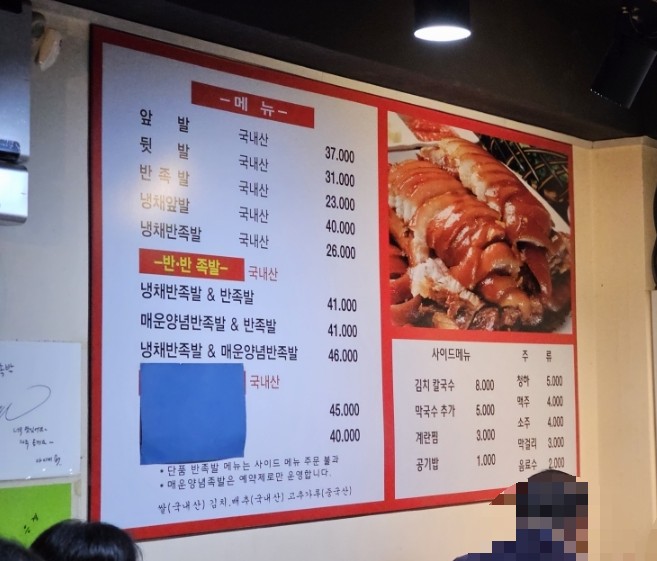 -메 뉴-
앞 발 국내산 37.000
뒷 발 국내산 31.000
반 족 발 국내산 23.000
냉채앞발 국내산 40.000
냉채반족발 국내산 26.000
-반·반 족발- 국내산
냉채반족발 & 반족발 41.000
매운양념반족발 & 반족발 41.000
냉채반족발 & 매운양념반족발 46.000
국내산
45.000
40.000
• 단품 반족발 메뉴는 사이드 메뉴 주문 불과
• 매운양념족발은 예약제로만 운영합니다.
쌀(국내산) 김치,배추(국내산) 고추가루(중국산)
사이드메뉴
김치 칼국수 8.000
막국수 추가 5.000
계란찜 3.000
공기밥 1.000
주 류
청하 5.000
맥주 4.000
소주 4.000
막걸리 3.000
음료수 2.000